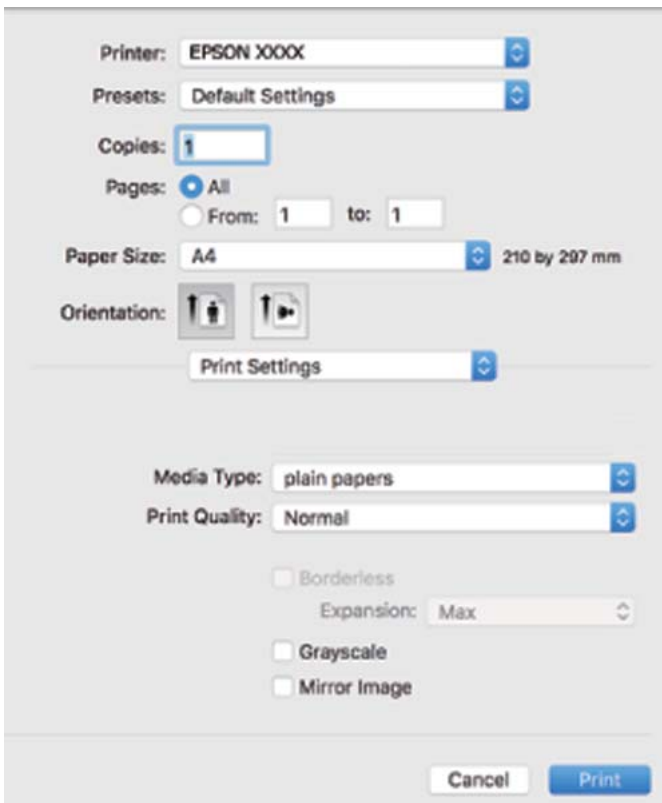 Printer: EPSON XXXX
Presets: Default Settings
Copies: 1
Pages: All
From: 1 to: 1
Paper Size: A4 210 by 297 mm
Orientation:
Print Settings
Media Type: plain papers
Print Quality: Normal
Borderless
Expansion: Max
Grayscale
Mirror Image
Cancel Print